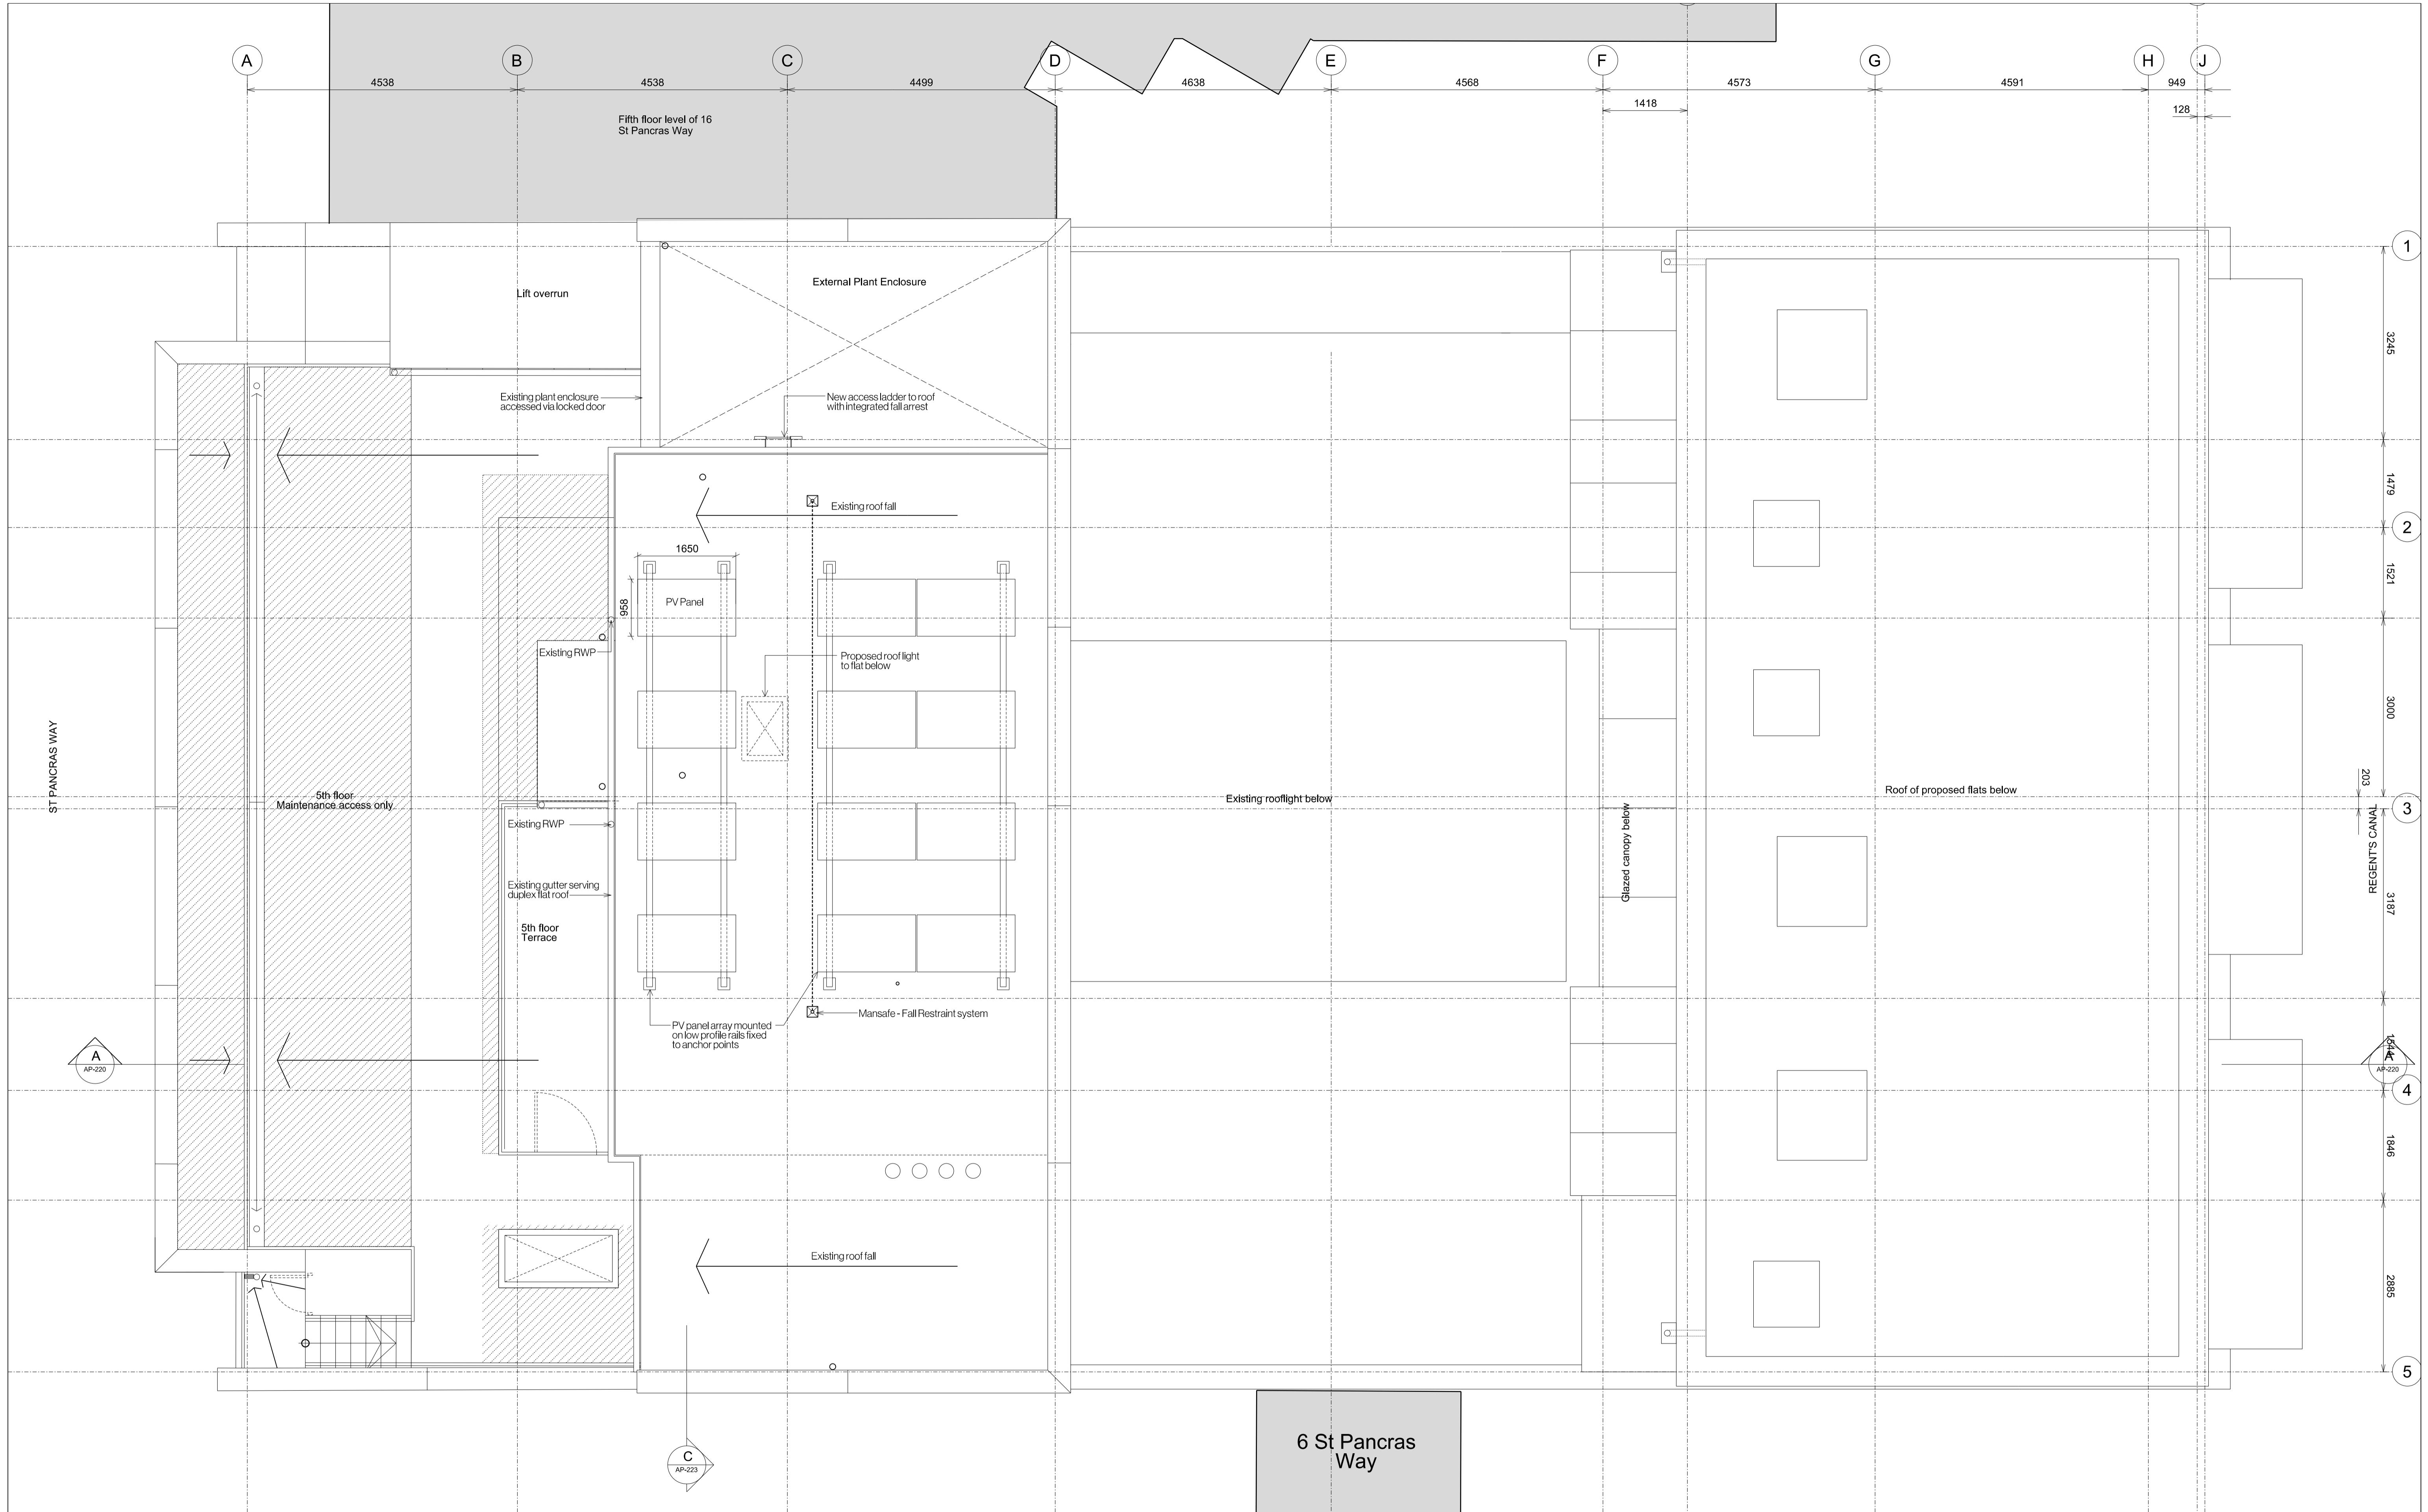 A
B
C
D
E
F
G
H
J
4538
4538
4499
4638
4568
4573
4591
949
1418
128
Fifth floor level of 16
St Pancras Way
1
Lift overrun
External Plant Enclosure
3245
Existing plant enclosure
accessed via locked door
New access ladder to roof
with integrated fall arrest
1479
Existing roof fall
2
1650
1521
958
PV Panel
Existing RWP
Proposed roof light
to flat below
3000
ST PANCRAS WAY
5th floor
Maintenance access only
Existing rooflight below
Glazed canopy below
Roof of proposed flats below
203
REGENT'S CANAL
3
Existing RWP
Existing gutter serving
duplex flat roof
3187
5th floor
Terrace
Mansafe - Fall Restraint system
PV panel array mounted
on low profile rails fixed
to anchor points
A
AP-220
1544
A
AP-220
4
1846
Existing roof fall
2885
5
6 St Pancras
Way
C
AP-223